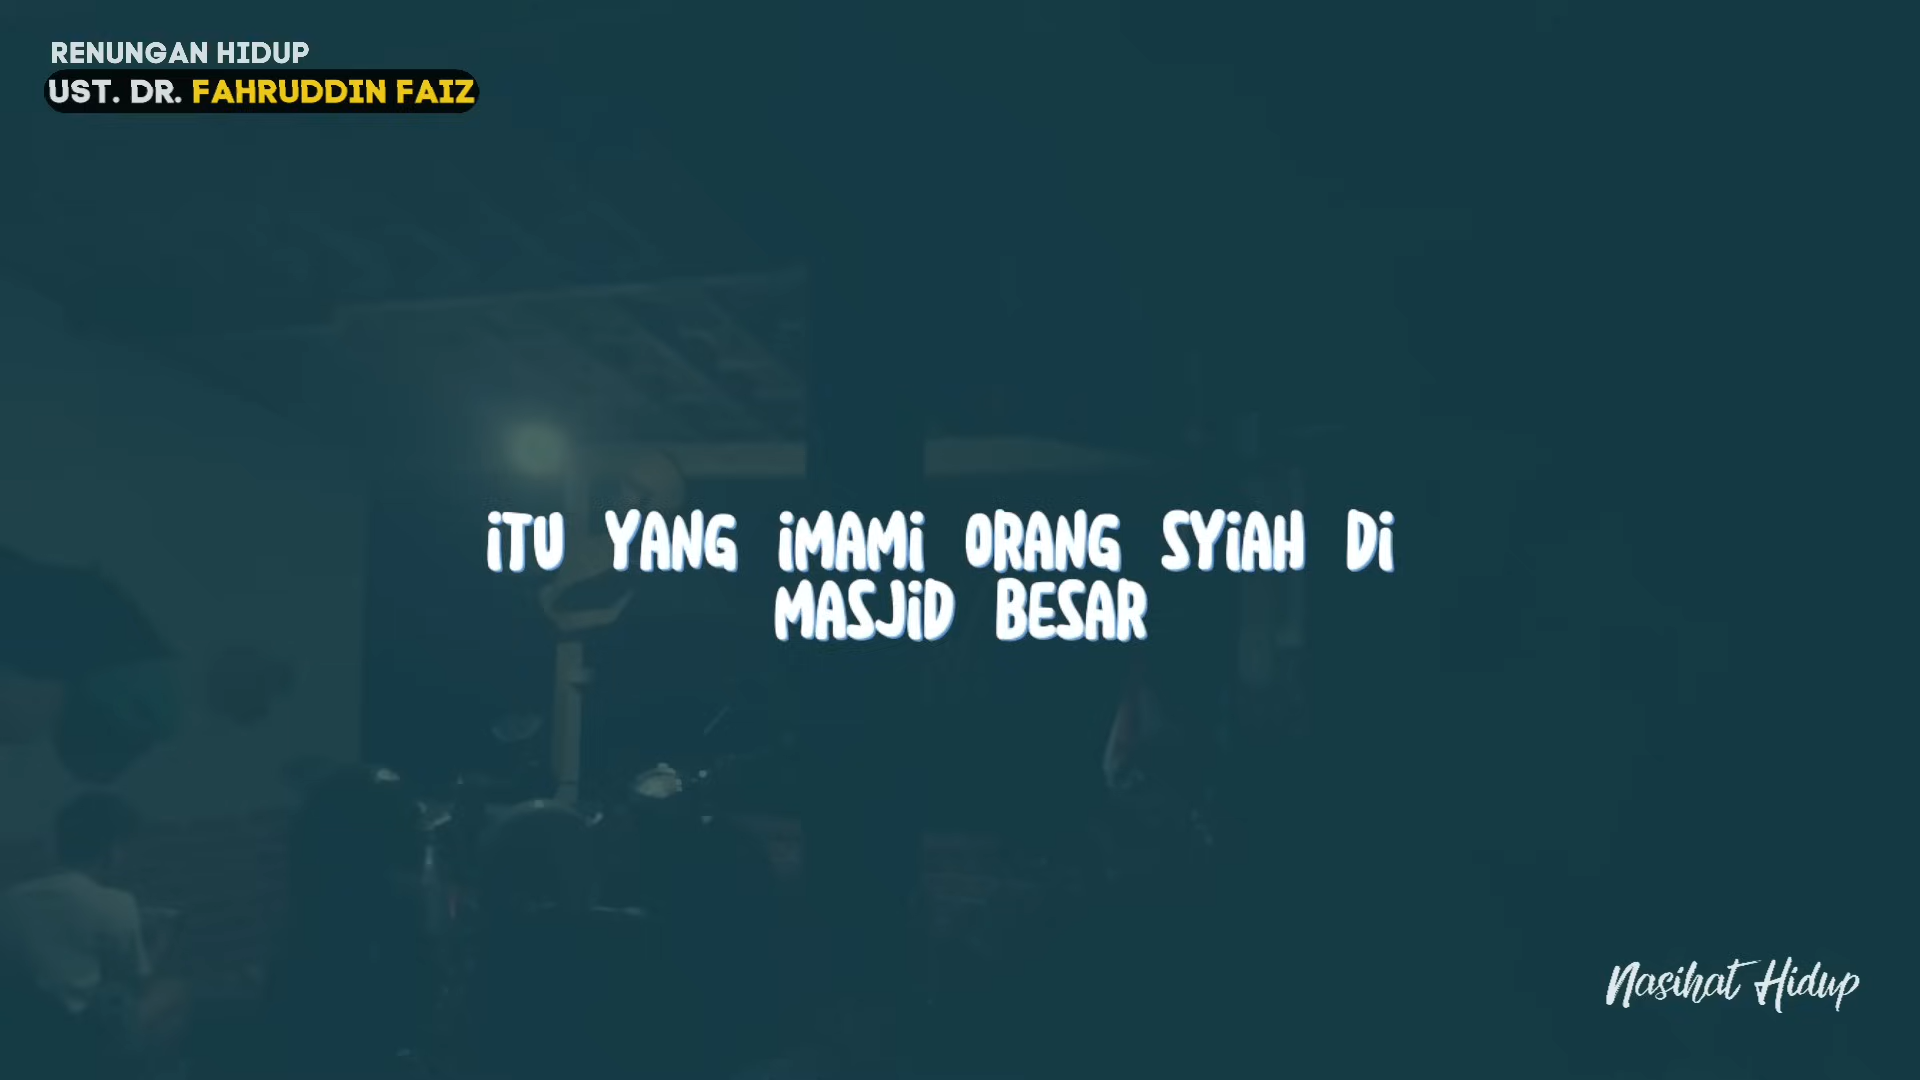 RENUNGAN HIDUP
UST. DR. FAHRUDDIN FAIZ
ITU YANG IMAMI ORANG SYIAH DI
MASJID BESAR
Nasihat Hidup